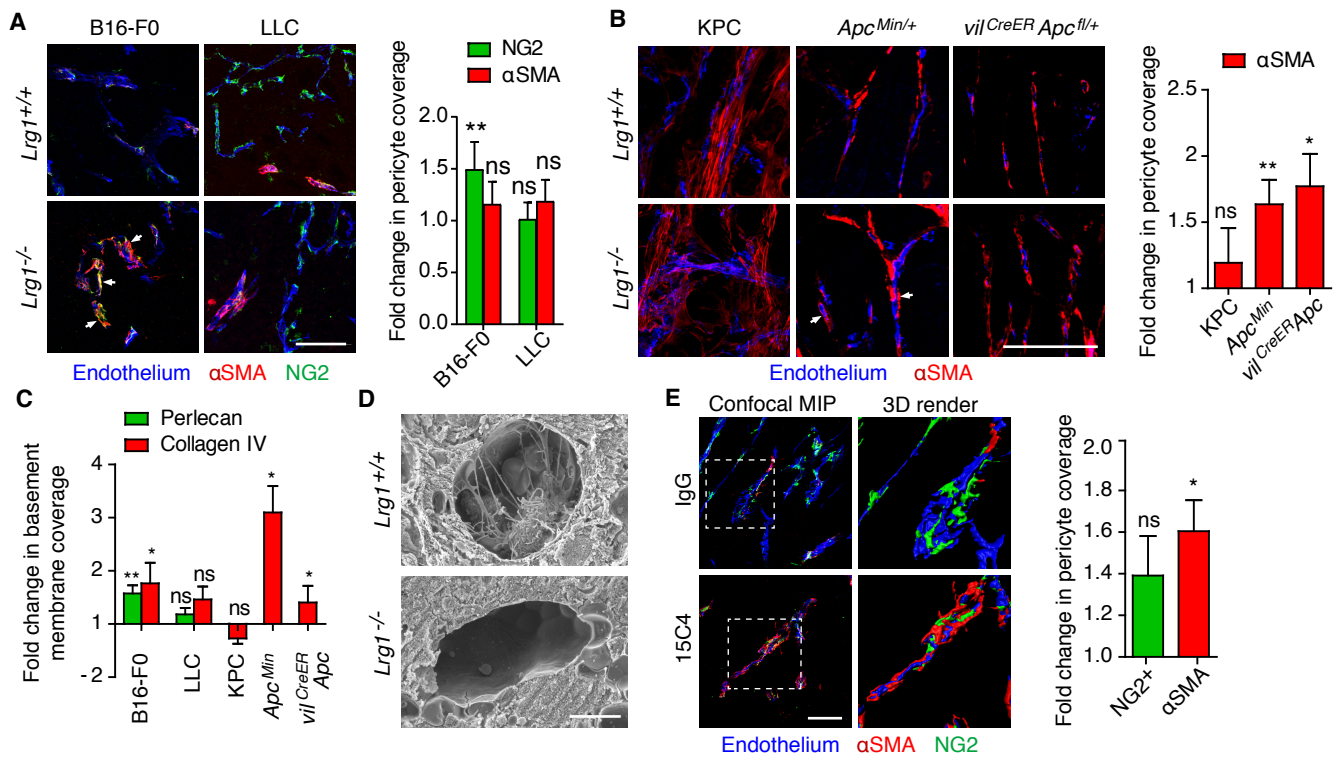 A
B16-F0
LLC
Lrg1+/+
Lrg1-/-
Endothelium αSMA NG2
NG2
αSMA
Fold change in pericyte coverage
2.0
1.5
1.0
0.5
0.0
**
ns
ns
ns
B16-F0
LLC
B
KPC
ApcMin/+
vilCreERApcfl/+
Lrg1+/+
Lrg1-/-
Endothelium αSMA
αSMA
Fold change in pericyte coverage
2.5
2
1.5
1
ns
**
*
KPC
ApcMin
vilCreERApc
C
Perlecan
Collagen IV
Fold change in basement
membrane coverage
4
3
2
1
-2
**
*
ns
ns
ns
*
*
B16-F0
LLC
KPC
ApcMin
vilCreER
Apc
D
Lrg1+/+
Lrg1-/-
E
Confocal MIP
3D render
IgG
15C4
Endothelium αSMA NG2
Fold change in pericyte coverage
2.0
1.8
1.6
1.4
1.2
1.0
ns
*
NG2+
αSMA